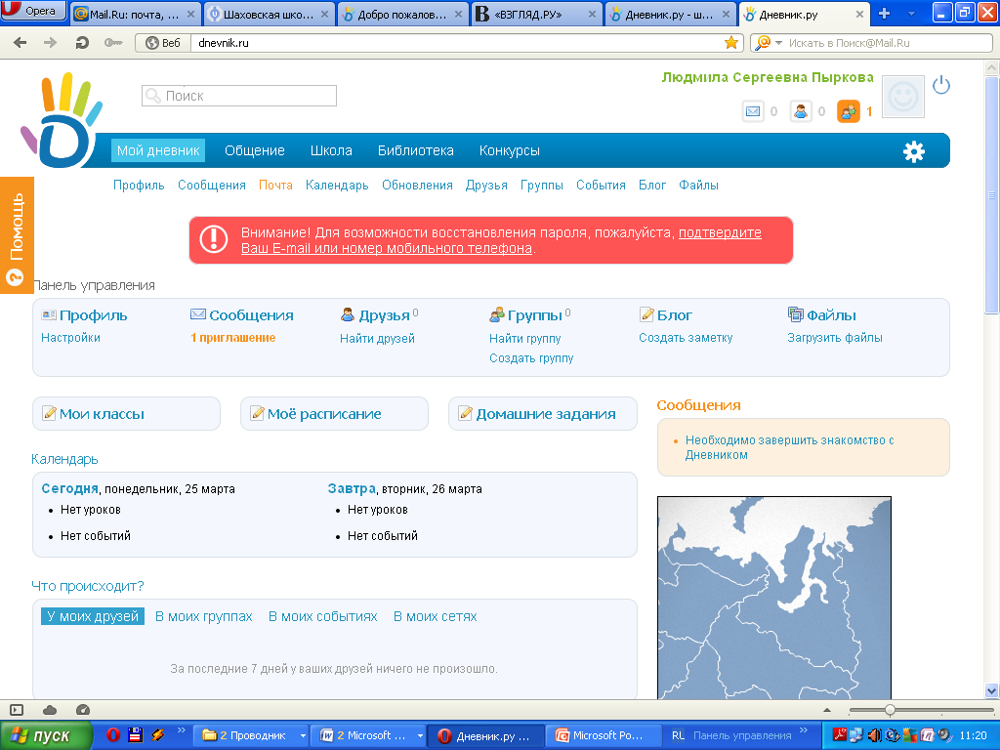 Opera
Mail.Ru: почта, ...
Шаховская шко...
Добро пожалов...
«ВЗГЛЯД.РУ»
Дневник.ру - ш...
Дневник.ру
Веб
dnevnik.ru
Искать в Поиск@Mail.Ru
Людмила Сергеевна Пыркова
Поиск
0
0
1
Мой дневник Общение Школа Библиотека Конкурсы
Профиль Сообщения Почта Календарь Обновления Друзья Группы События Блог Файлы
Помощь
Внимание! Для возможности восстановления пароля, пожалуйста, подтвердите
Ваш E-mail или номер мобильного телефона.
Панель управления
Профиль Сообщения Друзья 0 Группы 0 Блог Файлы
Настройки 1 приглашение Найти друзей Найти группу Создать заметку Загрузить файлы
Создать группу
Мои классы Моё расписание Домашние задания
Сообщения
Необходимо завершить знакомство с
Дневником
Календарь
Сегодня, понедельник, 25 марта Завтра, вторник, 26 марта
Нет уроков Нет уроков
Нет событий Нет событий
Что происходит?
У моих друзей В моих группах В моих событиях В моих сетях
За последние 7 дней у ваших друзей ничего не произошло.
пуск
2 Проводник
2 Microsoft ...
Дневник.ру ...
Microsoft Po...
RL
Панель управления
11:20